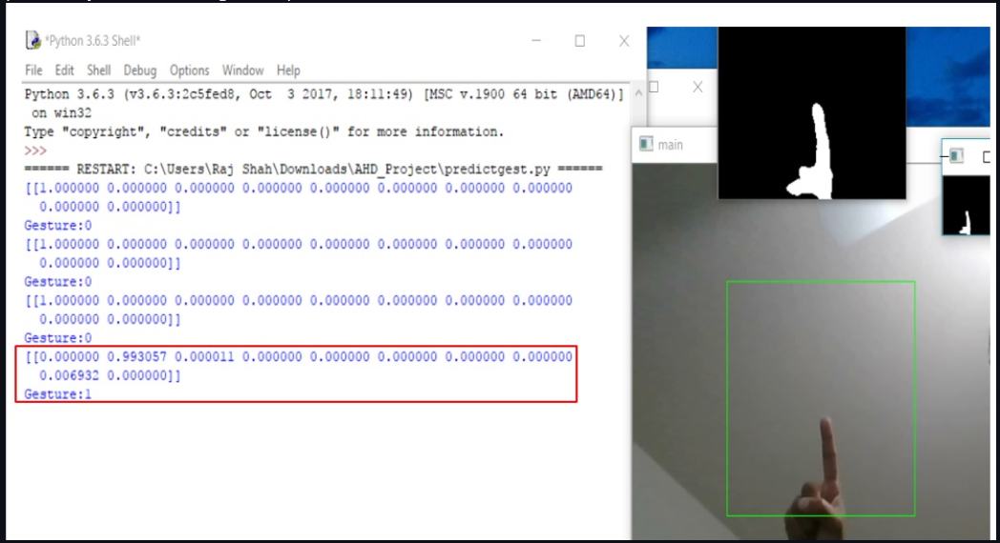 *Python 3.6.3 Shell*
File Edit Shell Debug Options Window Help
Python 3.6.3 (v3.6.3:2c5fed8, Oct  3 2017, 18:11:49) [MSC v.1900 64 bit (AMD64)]
on win32
Type "copyright", "credits" or "license()" for more information.
>>>
====== RESTART: C:\Users\Raj Shah\Downloads\AHD_Project\predictgest.py ======
[[1.000000 0.000000 0.000000 0.000000 0.000000 0.000000 0.000000 0.000000
0.000000 0.000000]]
Gesture:0
[[1.000000 0.000000 0.000000 0.000000 0.000000 0.000000 0.000000 0.000000
0.000000 0.000000]]
Gesture:0
[[1.000000 0.000000 0.000000 0.000000 0.000000 0.000000 0.000000 0.000000
0.000000 0.000000]]
Gesture:0
[[0.000000 0.993057 0.000011 0.000000 0.000000 0.000000 0.000000 0.000000
0.006932 0.000000]]
Gesture:1
main